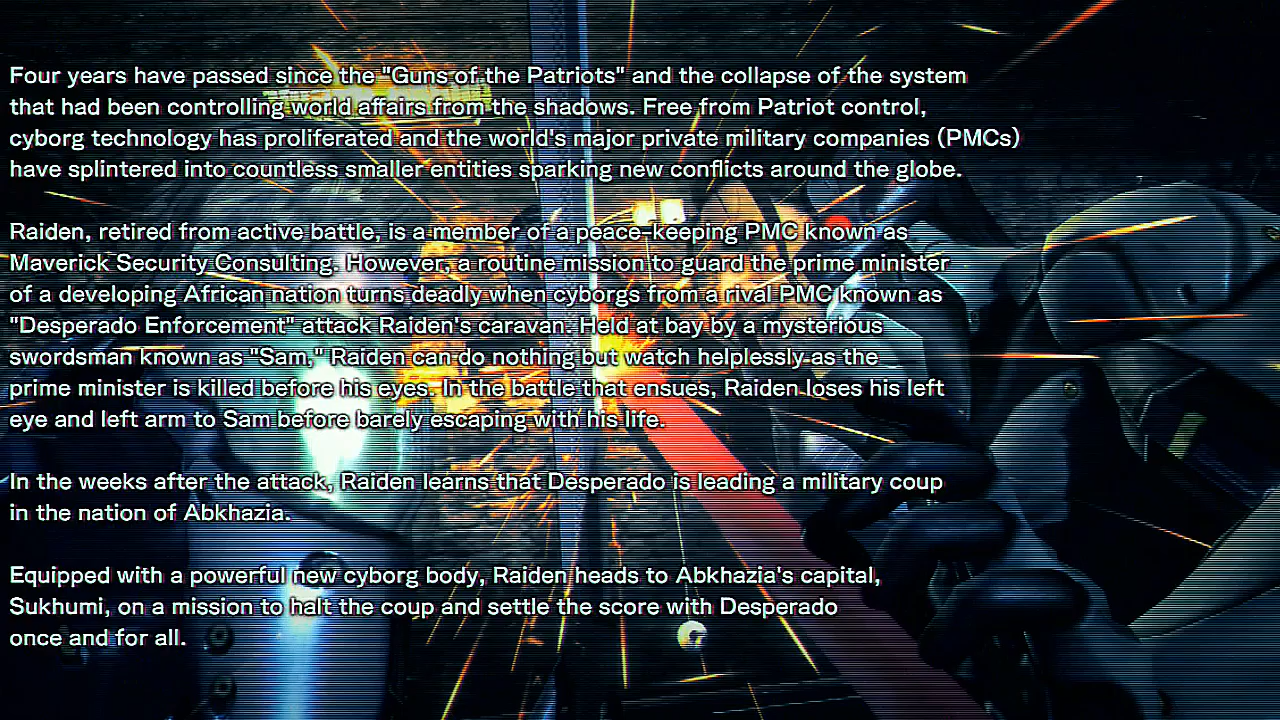 Four years have passed since the "Guns of the Patriots" and the collapse of the system
that had been controlling world affairs from the shadows. Free from Patriot control,
cyborg technology has proliferated and the world's major private military companies (PMCs)
have splintered into countless smaller entities sparking new conflicts around the globe.
Raiden, retired from active battle, is a member of a peace-keeping PMC known as
Maverick Security Consulting. However, a routine mission to guard the prime minister
of a developing African nation turns deadly when cyborgs from a rival PMC known as
"Desperado Enforcement" attack Raiden's caravan. Held at bay by a mysterious
swordsman known as "Sam," Raiden can do nothing but watch helplessly as the
prime minister is killed before his eyes. In the battle that ensues, Raiden loses his left
eye and left arm to Sam before barely escaping with his life.
In the weeks after the attack, Raiden learns that Desperado is leading a military coup
in the nation of Abkhazia.
Equipped with a powerful new cyborg body, Raiden heads to Abkhazia's capital,
Sukhumi, on a mission to halt the coup and settle the score with Desperado
once and for all.